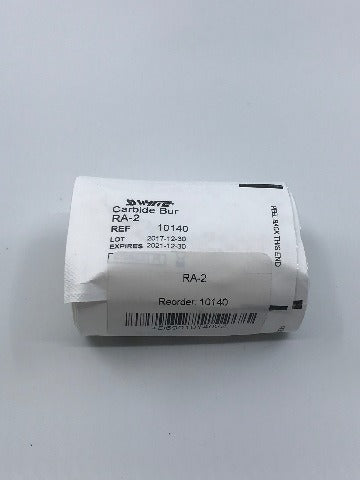 SS WHITE
Carbide Bur
RA-2
REF 10140
LOT 2017-12-30
EXPIRES 2021-12-30
PEEL BACK THIS END
RA-2
Reorder: 10140